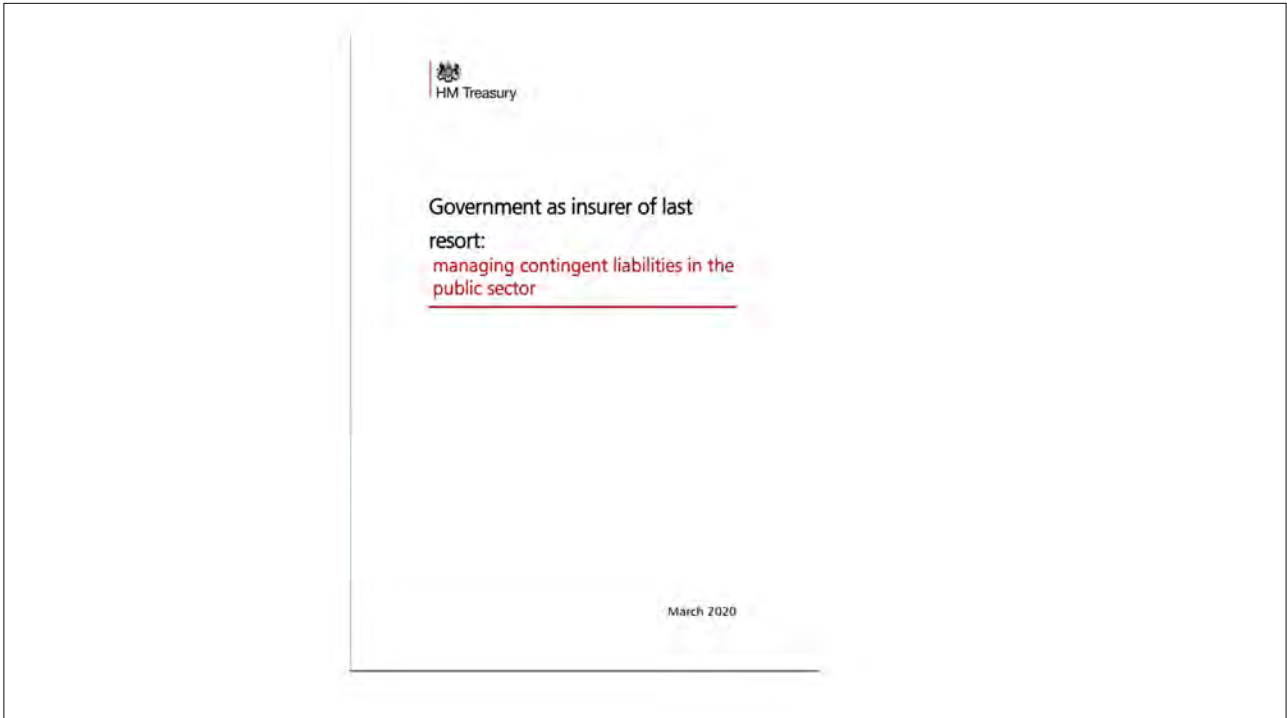 HM Treasury
Government as insurer of last
resort:
managing contingent liabilities in the
public sector
March 2020